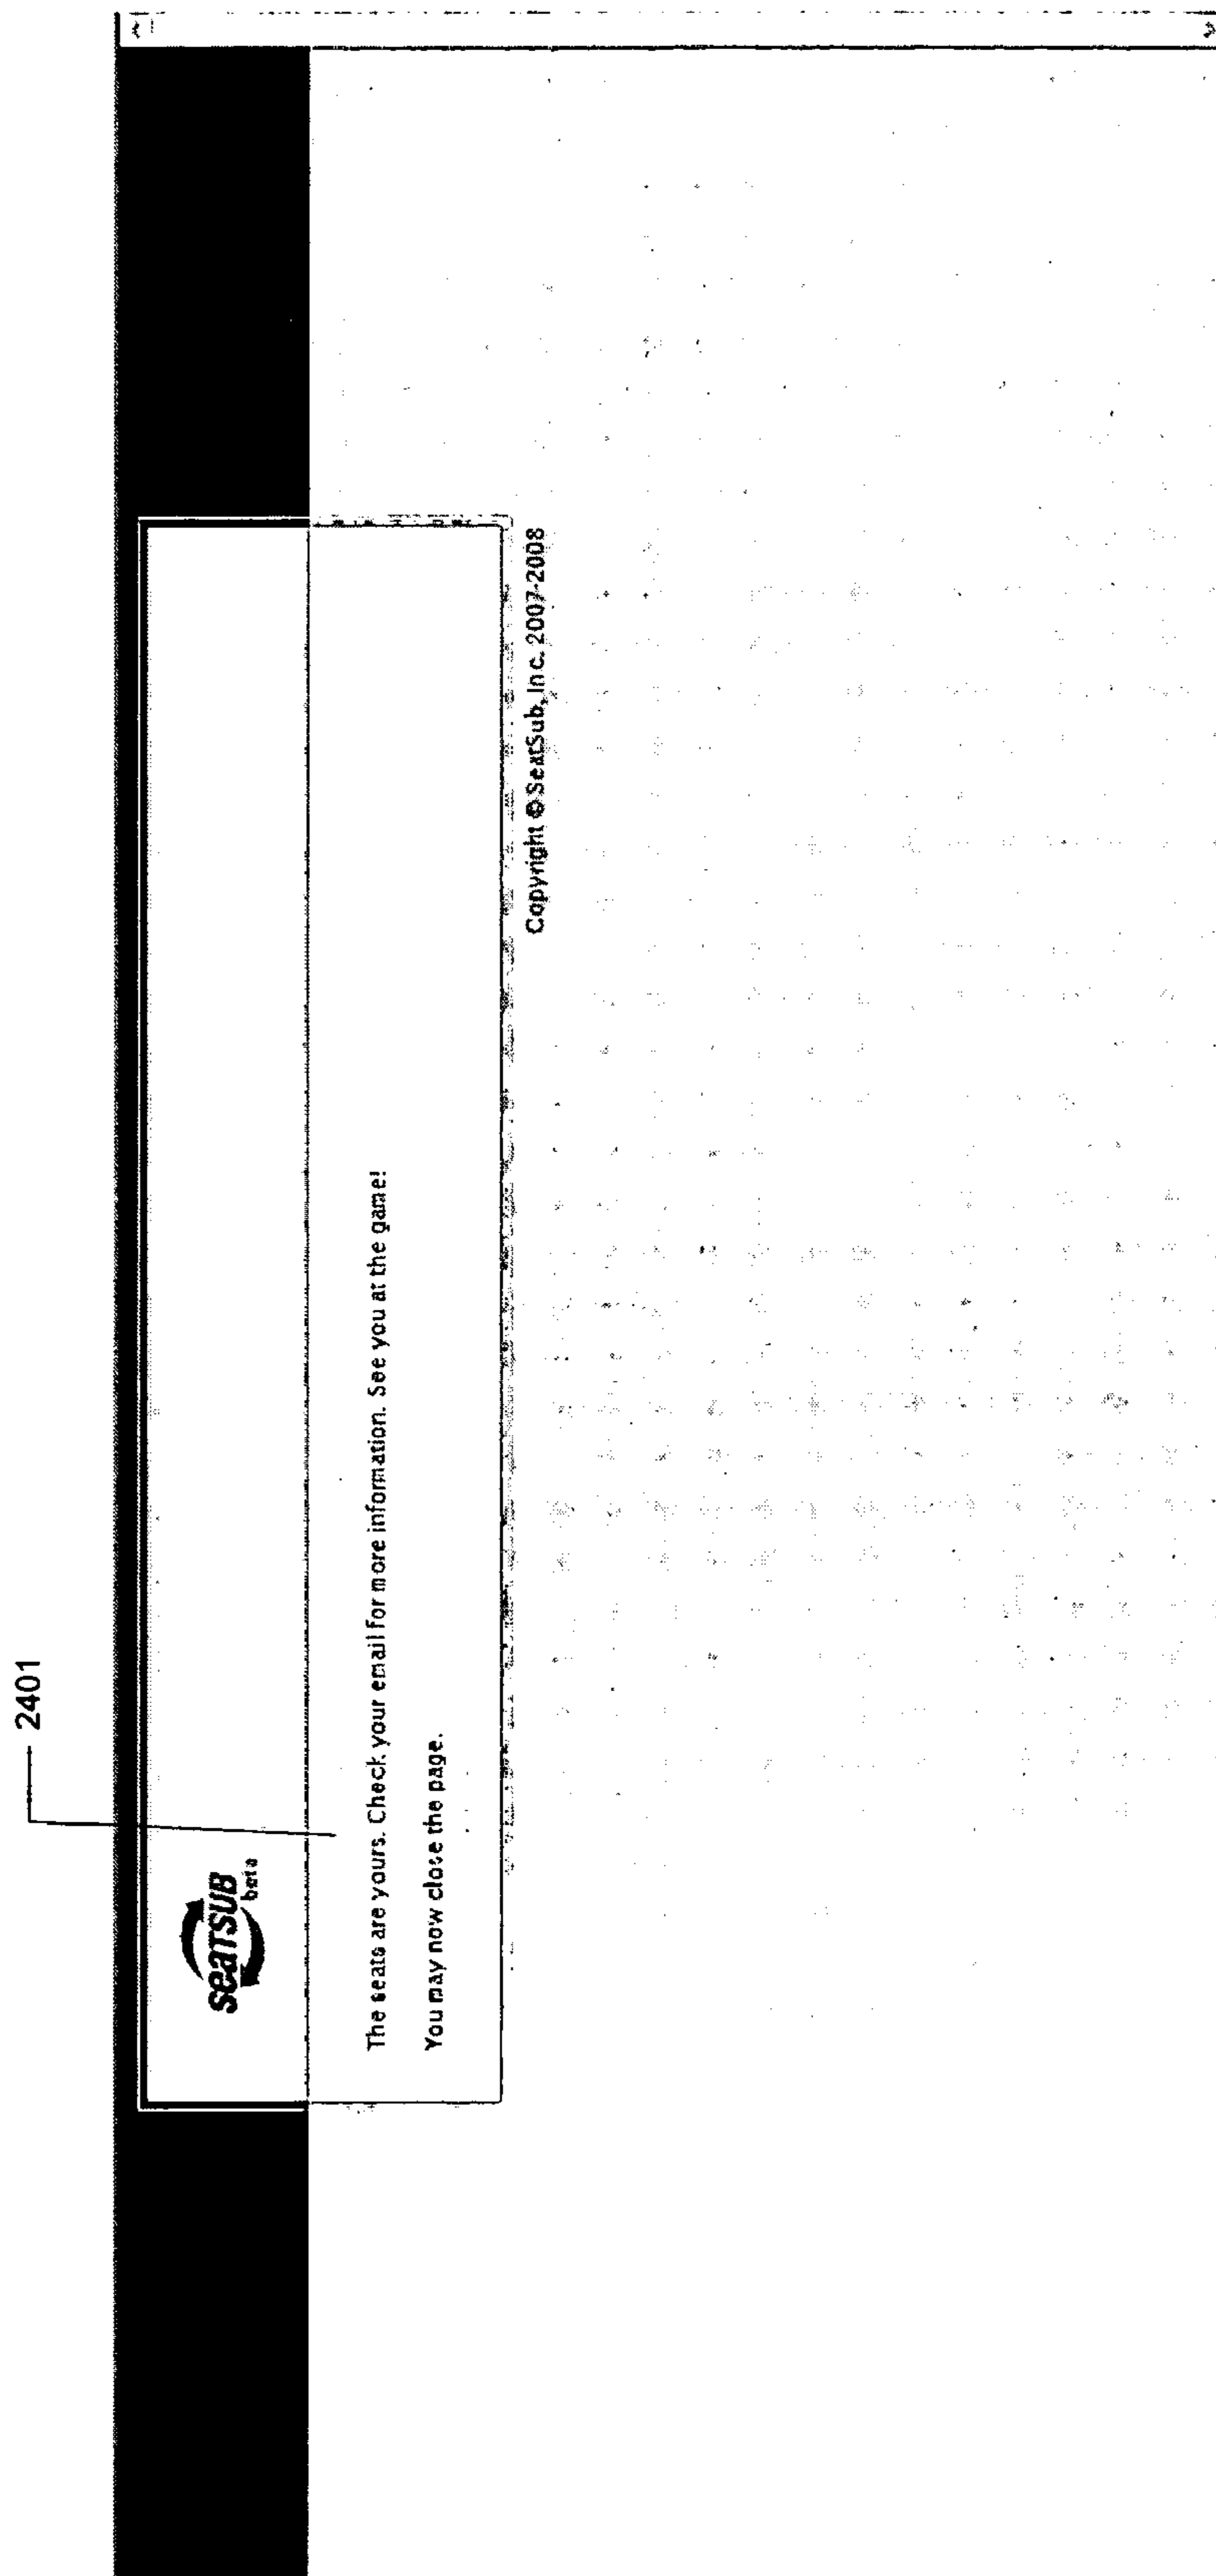 2401
seatsub
beta
The seats are yours. Check your email for more information. See you at the game!
You may now close the page.
Copyright © SeatSub, Inc. 2007-2008